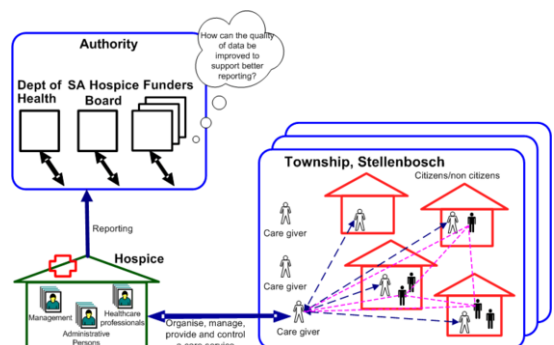 Authority
How can the quality
of data be
improved to
support better
reporting?
Dept of
Health
SA Hospice
Board
Funders
Township, Stellenbosch
Citizens/non citizens
Care giver
Care giver
Care giver
Reporting
Hospice
Management
Administrative
Persons
Healthcare
professionals
Organise, manage,
provide and control
a care service